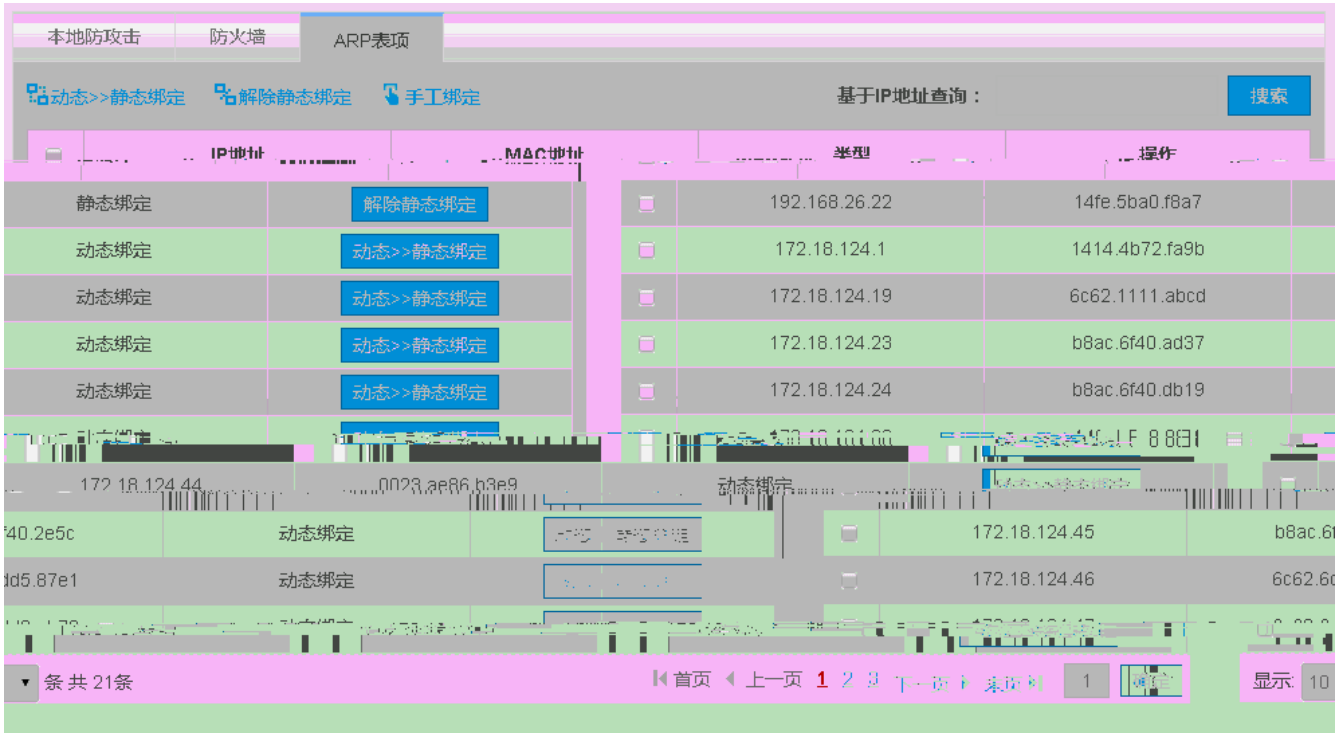 本地防攻击 防火墙 ARP表项
动态>>静态绑定 解除静态绑定 手工绑定 基于IP地址查询： 搜索
IP地址 MAC地址 类型 操作
静态绑定 解除静态绑定 192.168.26.22 14fe.5ba0.f8a7
动态绑定 动态>>静态绑定 172.18.124.1 1414.4b72.fa9b
动态绑定 动态>>静态绑定 172.18.124.19 6c62.1111.abcd
动态绑定 动态>>静态绑定 172.18.124.23 b8ac.6f40.ad37
动态绑定 动态>>静态绑定 172.18.124.24 b8ac.6f40.db19
172.18.124.44 0023.ae86.b3e9 动态绑定
f40.2e5c 动态绑定 172.18.124.45 b8ac.6f
dd5.87e1 动态绑定 172.18.124.46 6c62.6d
条 共 21条 首页 上一页 1 2 3 1 显示: 10